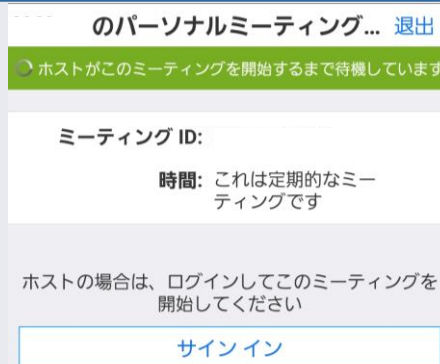 のパーソナルミーティング... 退出
ホストがこのミーティングを開始するまで待機しています
ミーティング ID:
時間: これは定期的なミー
ティングです
ホストの場合は、ログインしてこのミーティングを
開始してください
サイン イン